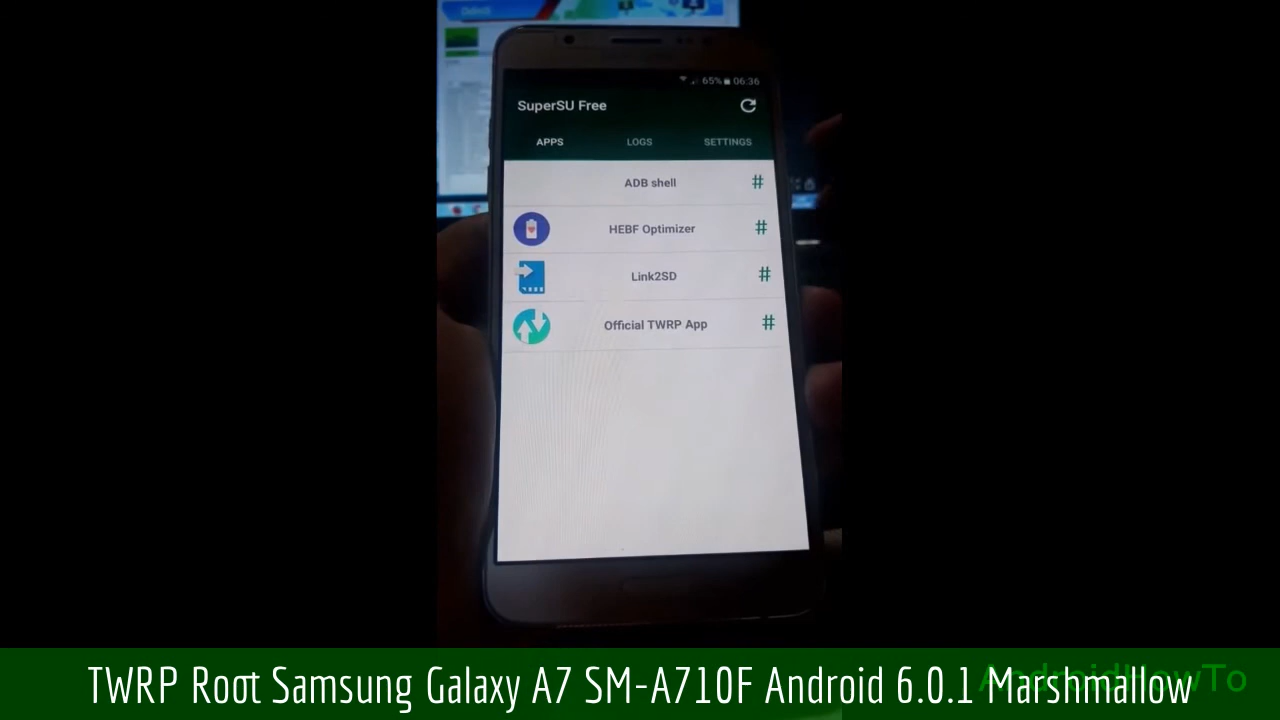 65% 06:36
SuperSU Free
APPS LOGS SETTINGS
ADB shell #
HEBF Optimizer #
Link2SD #
Official TWRP App #
AndroidHowTo
TWRP Root Samsung Galaxy A7 SM-A710F Android 6.0.1 Marshmallow